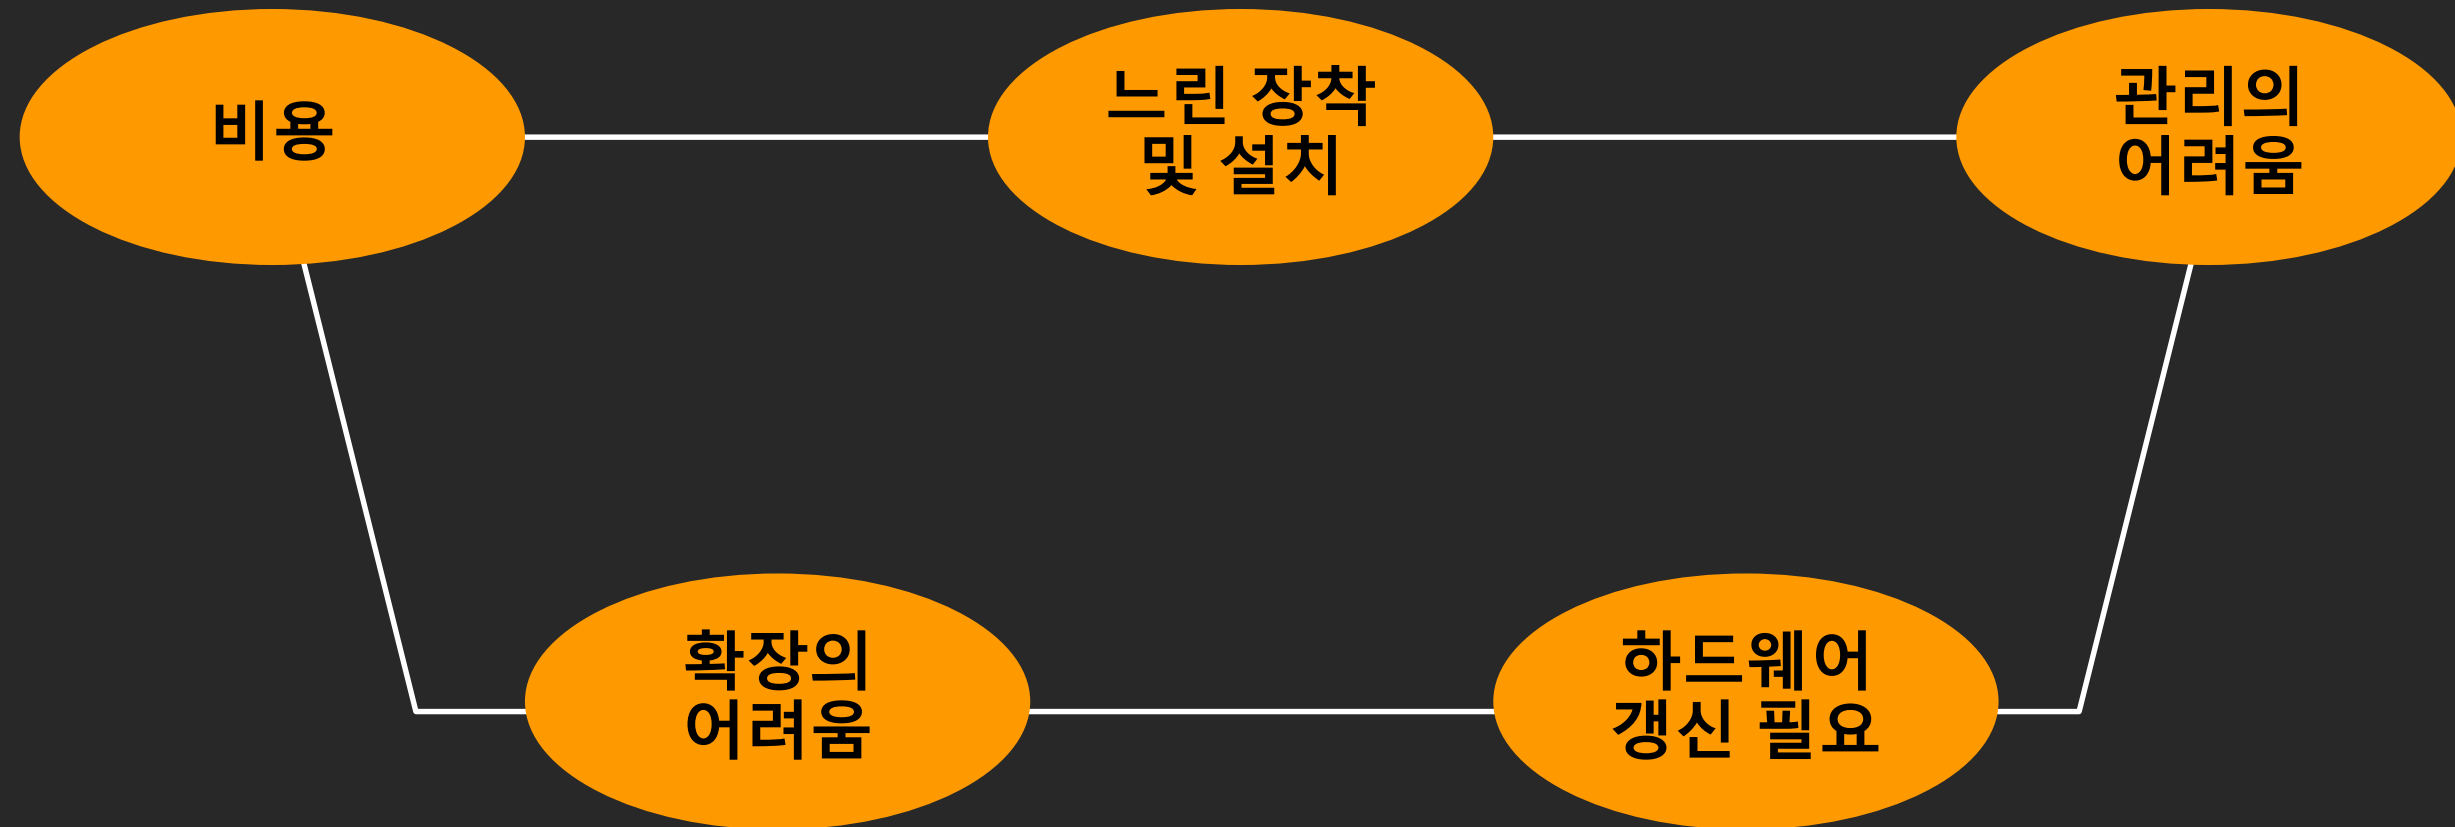 비용
느린 장착
및 설치
관리의
어려움
확장의
어려움
하드웨어
갱신 필요